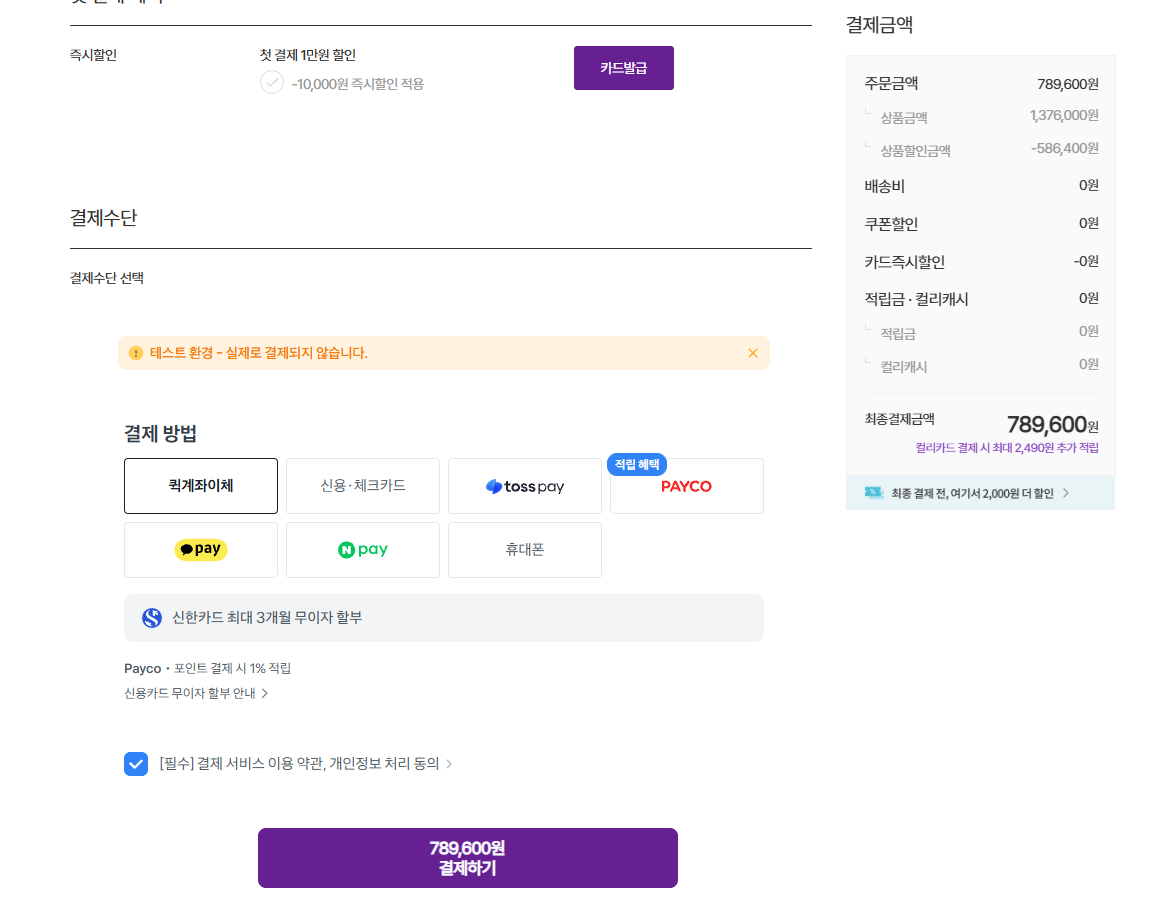 즉시할인
첫 결제 1만원 할인
-10,000원 즉시할인 적용
카드발급
결제수단
결제수단 선택
테스트 환경 - 실제로 결제되지 않습니다.
결제 방법
퀵계좌이체
신용·체크카드
toss pay
적립 혜택
PAYCO
pay
N pay
휴대폰
신한카드 최대 3개월 무이자 할부
Payco · 포인트 결제 시 1% 적립
신용카드 무이자 할부 안내
[필수] 결제 서비스 이용 약관, 개인정보 처리 동의
789,600원
결제하기
결제금액
주문금액 789,600원
상품금액 1,376,000원
상품할인금액 -586,400원
배송비 0원
쿠폰할인 0원
카드즉시할인 -0원
적립금 · 컬리캐시 0원
적립금 0원
컬리캐시 0원
최종결제금액 789,600원
컬리카드 결제 시 최대 2,490원 추가 적립
최종 결제 전, 여기서 2,000원 더 할인